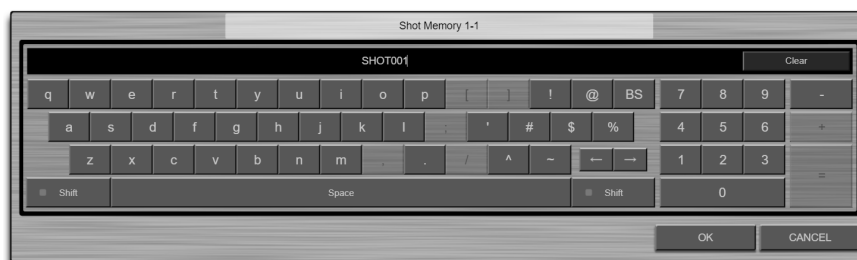 Shot Memory 1-1
SHOT001 Clear
q w e r t y u i o p [ ] ! @ BS 7 8 9 -
a s d f g h j k l ; ' # $ % 4 5 6 +
z x c v b n m , . / ^ ~ ← → 1 2 3 =
Shift Space Shift 0
OK CANCEL